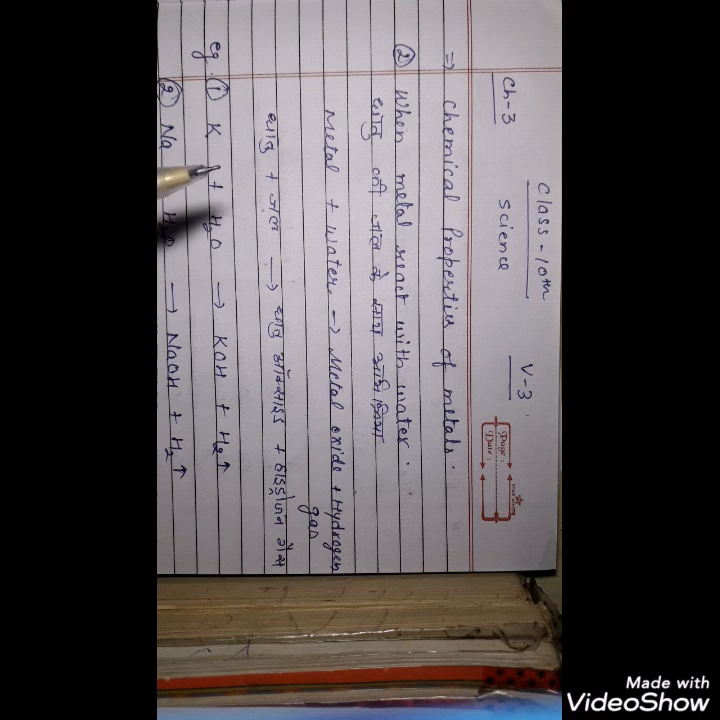 Class - 10th
Ch-3 Science V-3.
Page:
Date:
⇒ Chemical Properties of metals.
② When metal react with water.
धातु की जल के साथ अभिक्रिया
Metal + water → Metal oxide + Hydrogen
gas
धातु + जल → धातु ऑक्साइड + हाइड्रोजन गैस
eg. ① K + H₂O → KOH + H₂↑
② Na H₂O → NaOH + H₂↑
Made with
VideoShow